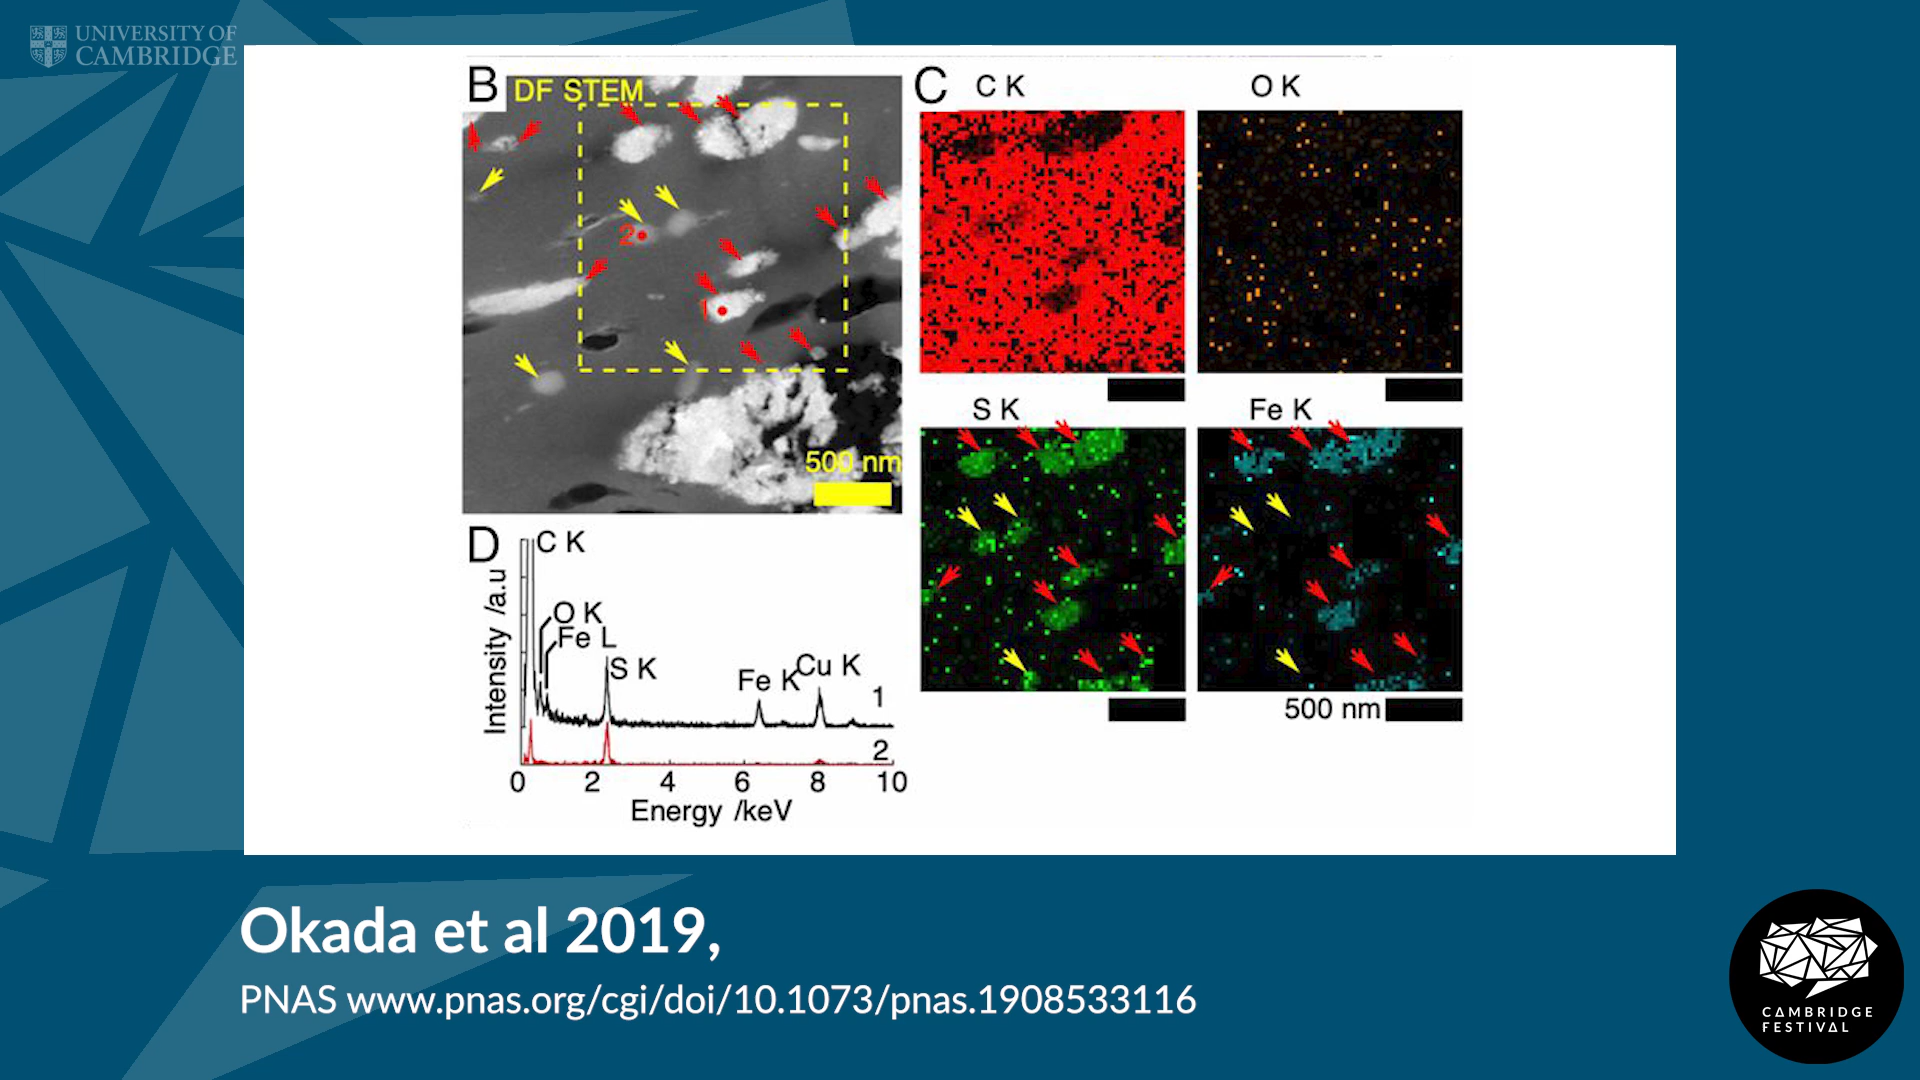 UNIVERSITY OF
CAMBRIDGE
B
DF STEM
2
1
500 nm
C
C K
O K
S K
Fe K
500 nm
D
C K
O K
Fe L
S K
Fe K
Cu K
1
2
Intensity /a.u
0 2 4 6 8 10
Energy /keV
Okada et al 2019,
PNAS www.pnas.org/cgi/doi/10.1073/pnas.1908533116
CAMBRIDGE
FESTIVAL